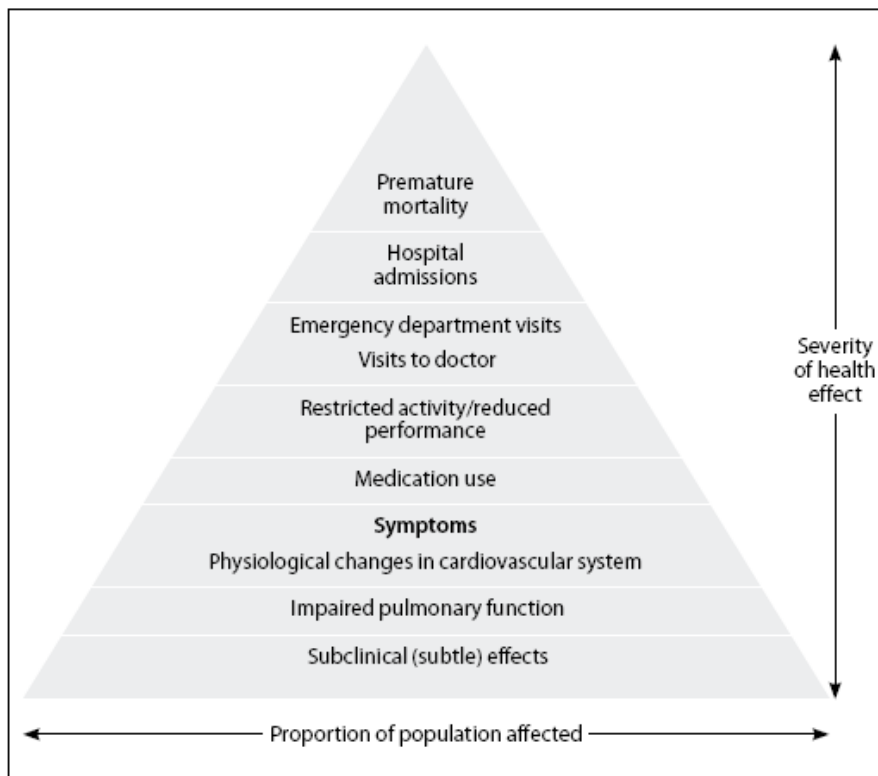 Premature
mortality
Hospital
admissions
Emergency department visits
Visits to doctor
Restricted activity/reduced
performance
Medication use
Symptoms
Physiological changes in cardiovascular system
Impaired pulmonary function
Subclinical (subtle) effects
Severity
of health
effect
Proportion of population affected